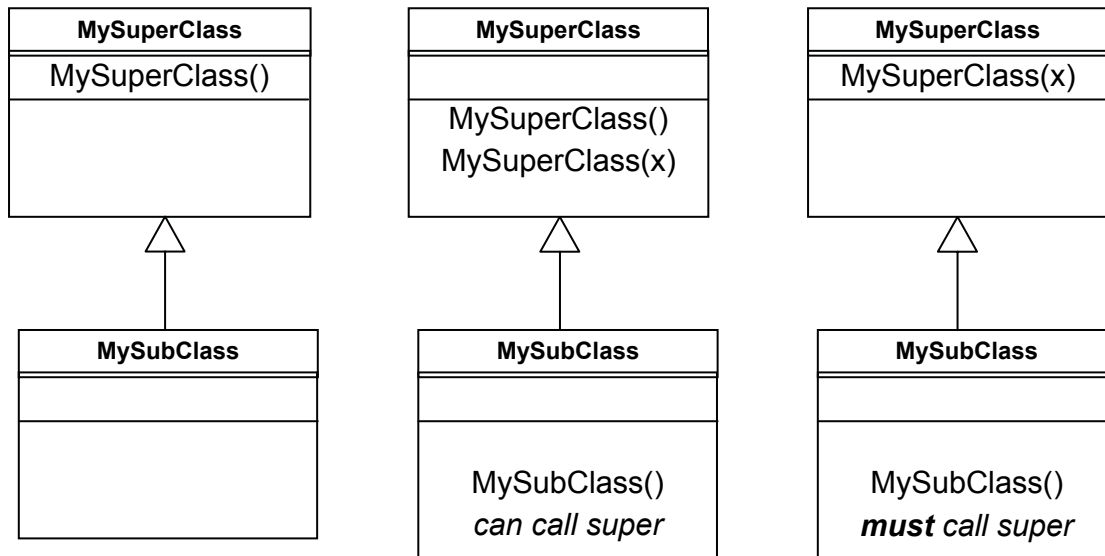 MySuperClass
MySuperClass()
MySubClass
MySuperClass
MySuperClass()
MySuperClass(x)
MySubClass
MySubClass()
can call super
MySuperClass
MySuperClass(x)
MySubClass
MySubClass()
must call super